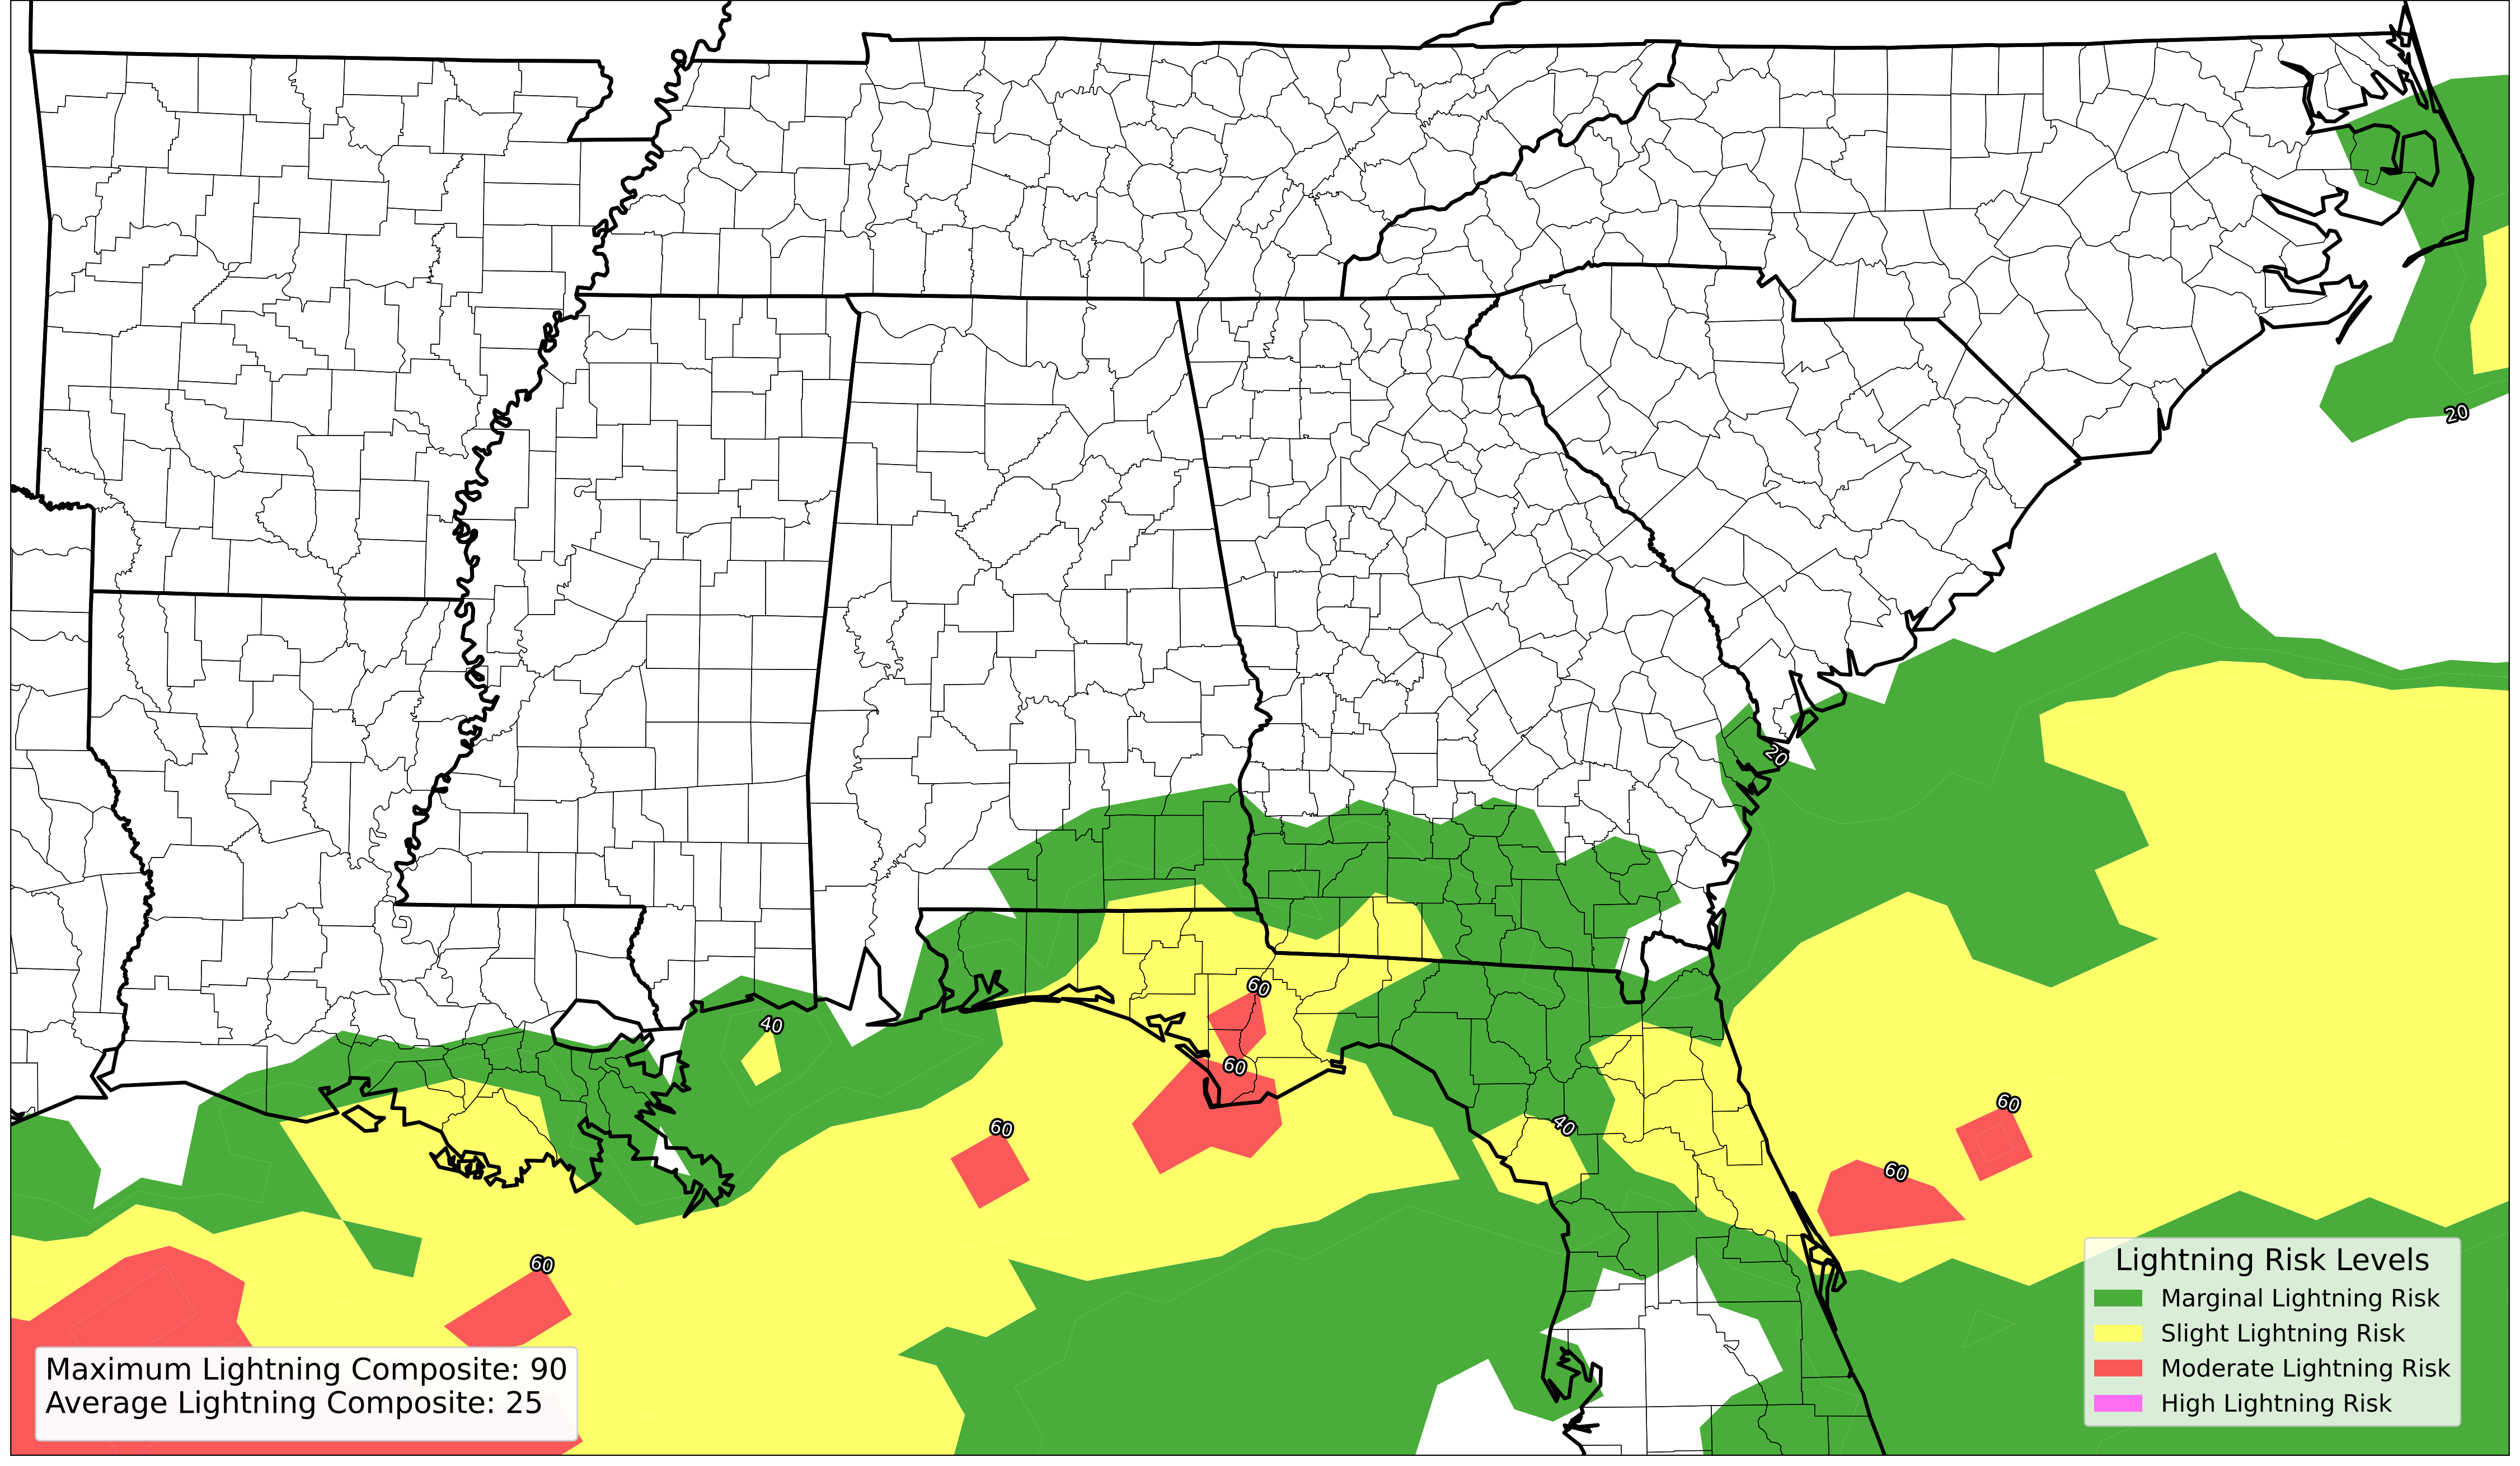 20
20
60
40
60
60
40
60
60
60
Lightning Risk Levels
Marginal Lightning Risk
Slight Lightning Risk
Moderate Lightning Risk
High Lightning Risk
Maximum Lightning Composite: 90
Average Lightning Composite: 25